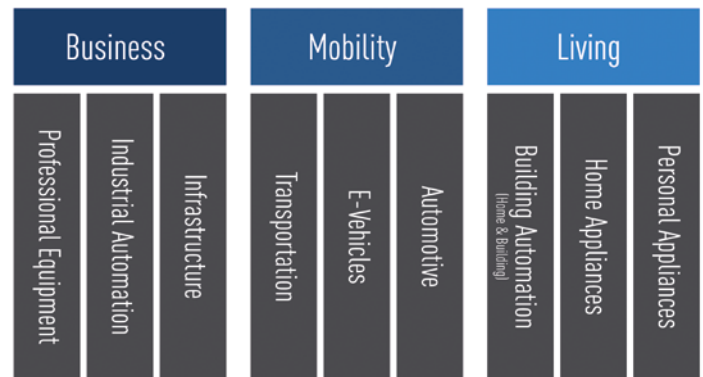 Business
Professional Equipment
Industrial Automation
Infrastructure
Mobility
Transportation
E-Vehicles
Automotive
Living
Building Automation
(Home & Building)
Home Appliances
Personal Appliances